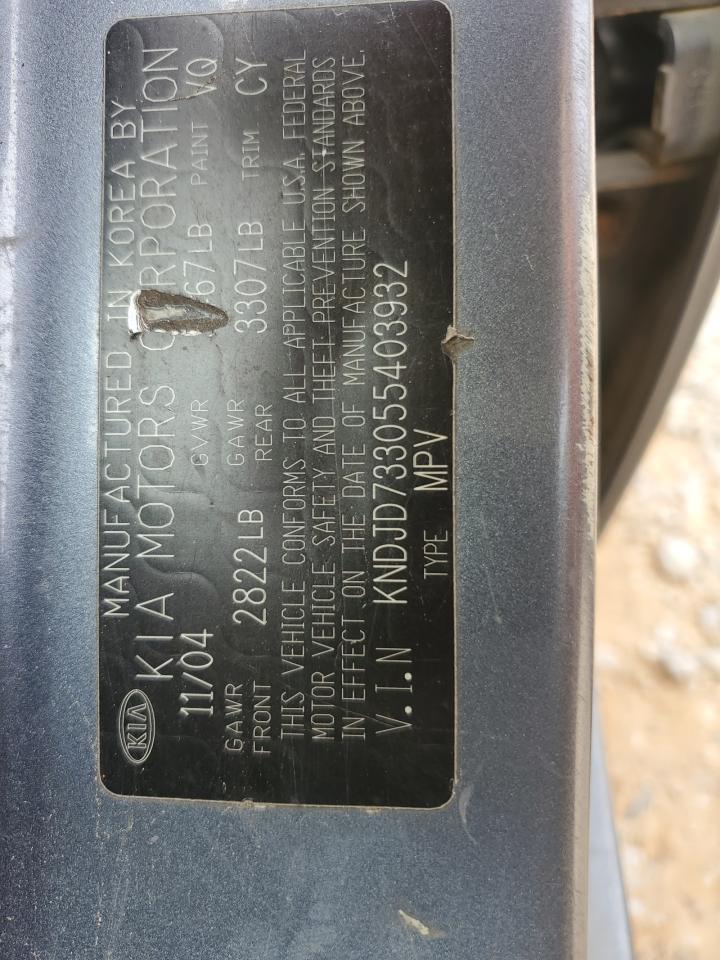 KIA
MANUFACTURED IN KOREA BY
KIA MOTORS CORPORATION
11/04 GVWR 67LB PAINT VQ
GAWR FRONT 2822LB GAWR REAR 3307LB TRIM CY
THIS VEHICLE CONFORMS TO ALL APPLICABLE U.S.A. FEDERAL
MOTOR VEHICLE SAFETY AND THEFT PREVENTION STANDARDS
IN EFFECT ON THE DATE OF MANUFACTURE SHOWN ABOVE.
V.I.N KNDJD733055403932
TYPE MPV